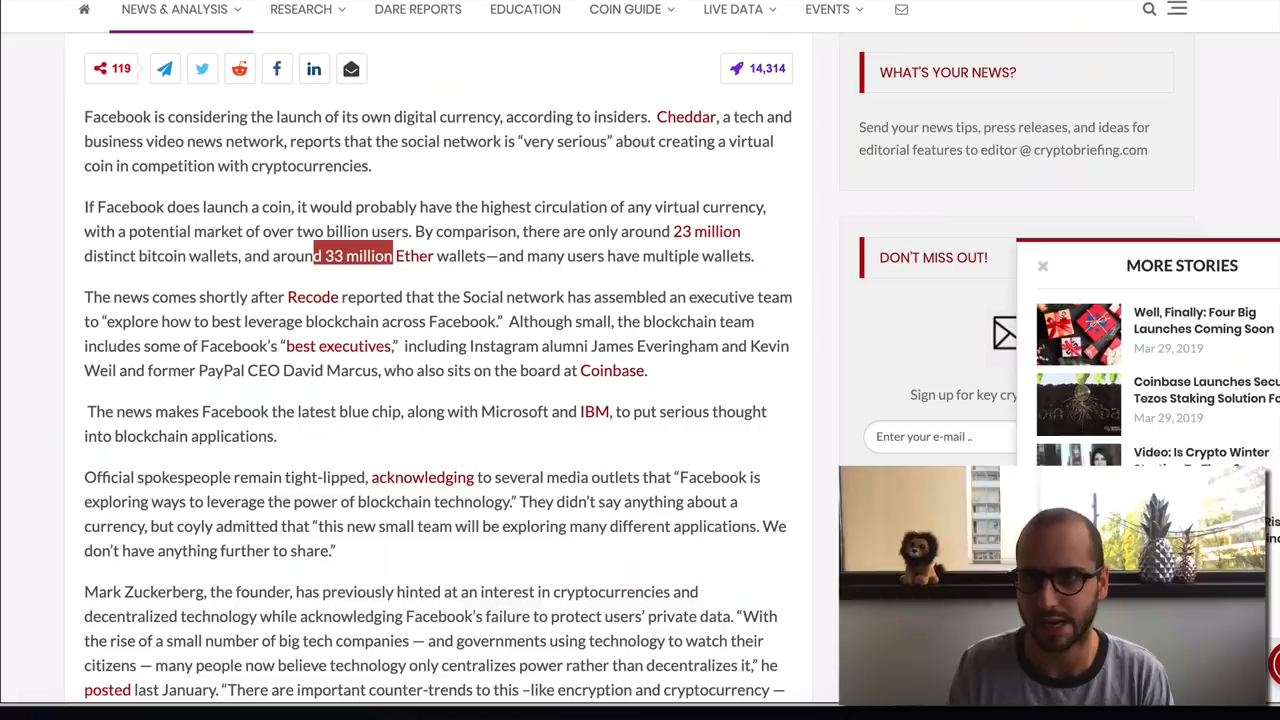 NEWS & ANALYSIS
RESEARCH
DARE REPORTS
EDUCATION
COIN GUIDE
LIVE DATA
EVENTS
119
14,314
Facebook is considering the launch of its own digital currency, according to insiders. Cheddar, a tech and
business video news network, reports that the social network is “very serious” about creating a virtual
coin in competition with cryptocurrencies.
If Facebook does launch a coin, it would probably have the highest circulation of any virtual currency,
with a potential market of over two billion users. By comparison, there are only around 23 million
distinct bitcoin wallets, and around 33 million Ether wallets—and many users have multiple wallets.
The news comes shortly after Recode reported that the Social network has assembled an executive team
to “explore how to best leverage blockchain across Facebook.” Although small, the blockchain team
includes some of Facebook’s “best executives,” including Instagram alumni James Everingham and Kevin
Weil and former PayPal CEO David Marcus, who also sits on the board at Coinbase.
The news makes Facebook the latest blue chip, along with Microsoft and IBM, to put serious thought
into blockchain applications.
Official spokespeople remain tight-lipped, acknowledging to several media outlets that “Facebook is
exploring ways to leverage the power of blockchain technology.” They didn’t say anything about a
currency, but coyly admitted that “this new small team will be exploring many different applications. We
don’t have anything further to share.”
Mark Zuckerberg, the founder, has previously hinted at an interest in cryptocurrencies and
decentralized technology while acknowledging Facebook’s failure to protect users’ private data. “With
the rise of a small number of big tech companies — and governments using technology to watch their
citizens — many people now believe technology only centralizes power rather than decentralizes it,” he
posted last January. “There are important counter-trends to this –like encryption and cryptocurrency —
WHAT'S YOUR NEWS?
Send your news tips, press releases, and ideas for
editorial features to editor @ cryptobriefing.com
DON'T MISS OUT!
Sign up for key cry
Enter your e-mail ..
MORE STORIES
Well, Finally: Four Big
Launches Coming Soon
Mar 29, 2019
Coinbase Launches Secu
Tezos Staking Solution Fo
Mar 29, 2019
Video: Is Crypto Winter